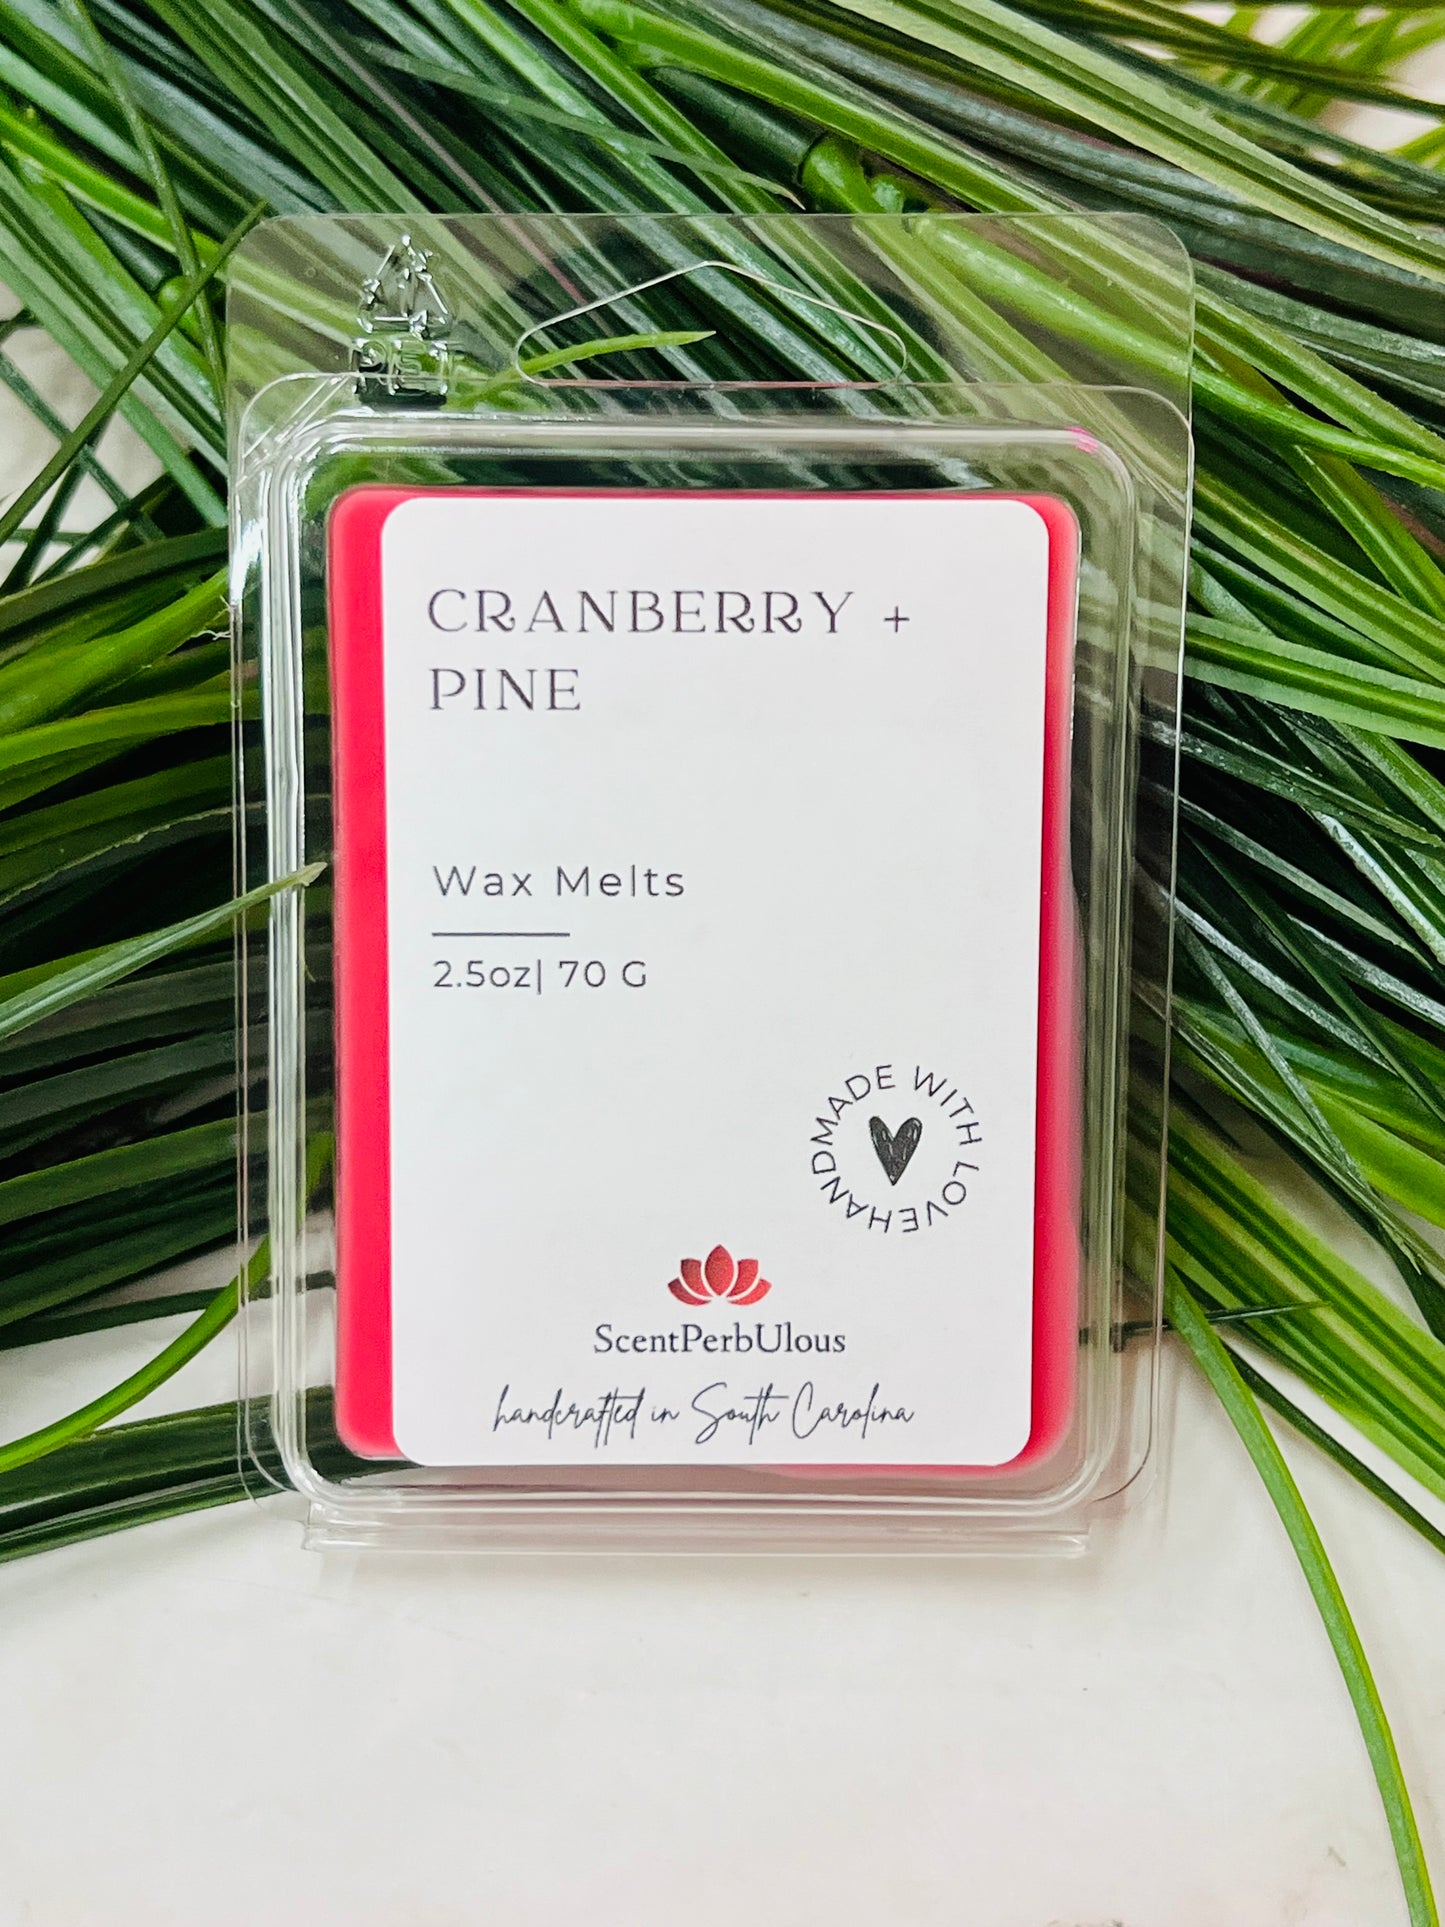 CRANBERRY +
PINE
Wax Melts
2.5oz| 70 G
HANDMADE WITH LOVE
ScentPerbUlous
handcrafted in South Carolina